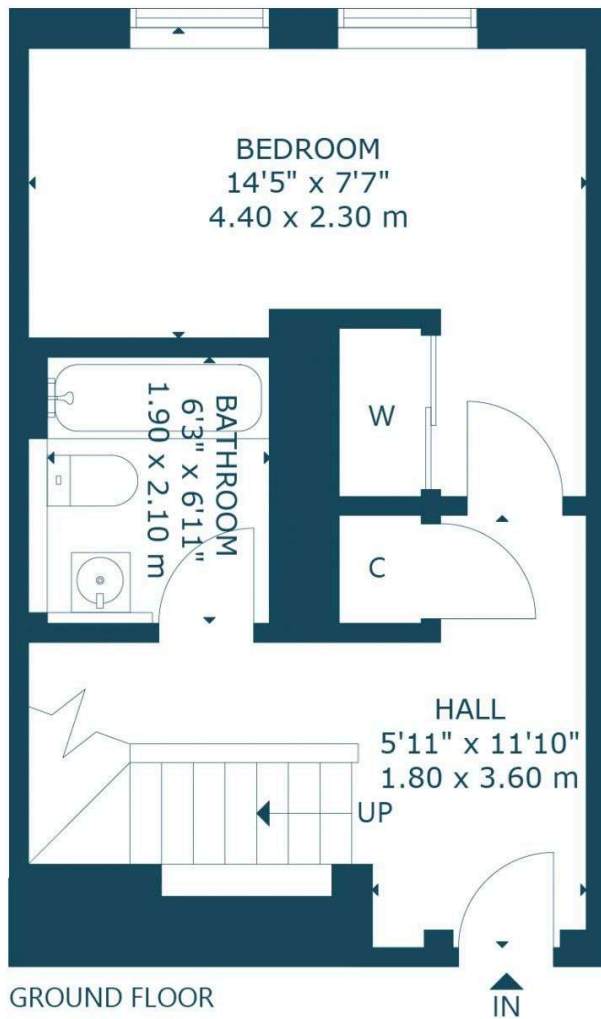 BEDROOM
14'5" x 7'7"
4.40 x 2.30 m
BATHROOM
6'3" x 6'11"
1.90 x 2.10 m
W
C
HALL
5'11" x 11'10"
1.80 x 3.60 m
UP
GROUND FLOOR
IN